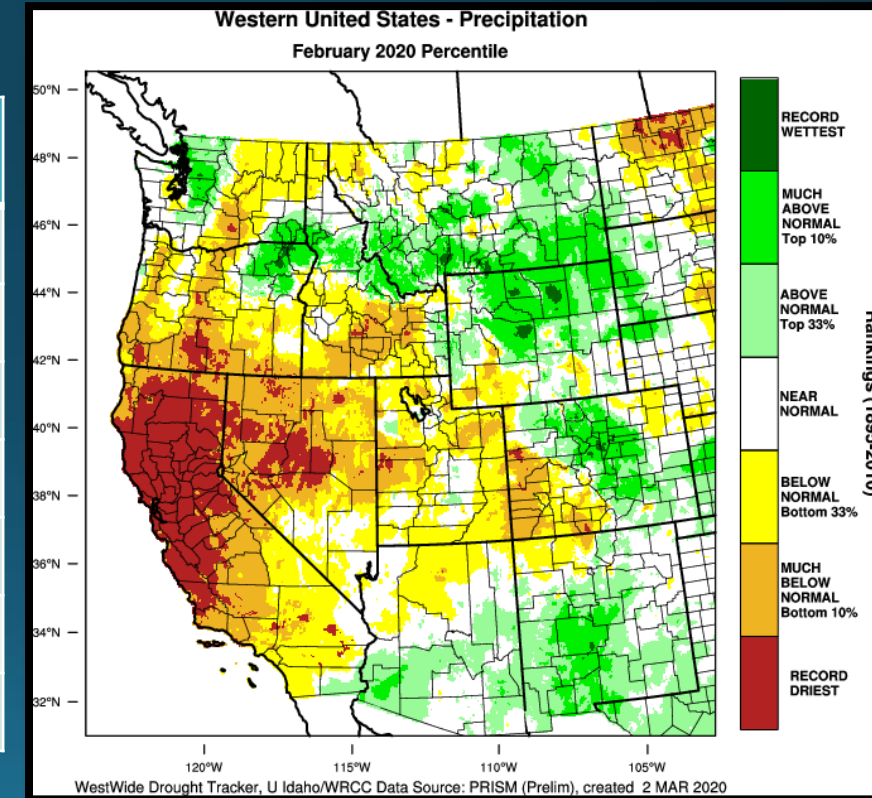 Western United States - Precipitation
February 2020 Percentile
50°N
48°N
46°N
44°N
42°N
40°N
38°N
36°N
34°N
32°N
120°W
115°W
110°W
105°W
RECORD
WETTEST
MUCH
ABOVE
NORMAL
Top 10%
ABOVE
NORMAL
Top 33%
NEAR
NORMAL
BELOW
NORMAL
Bottom 33%
MUCH
BELOW
NORMAL
Bottom 10%
RECORD
DRIEST
WestWide Drought Tracker, U Idaho/WRCC Data Source: PRISM (Prelim), created 2 MAR 2020